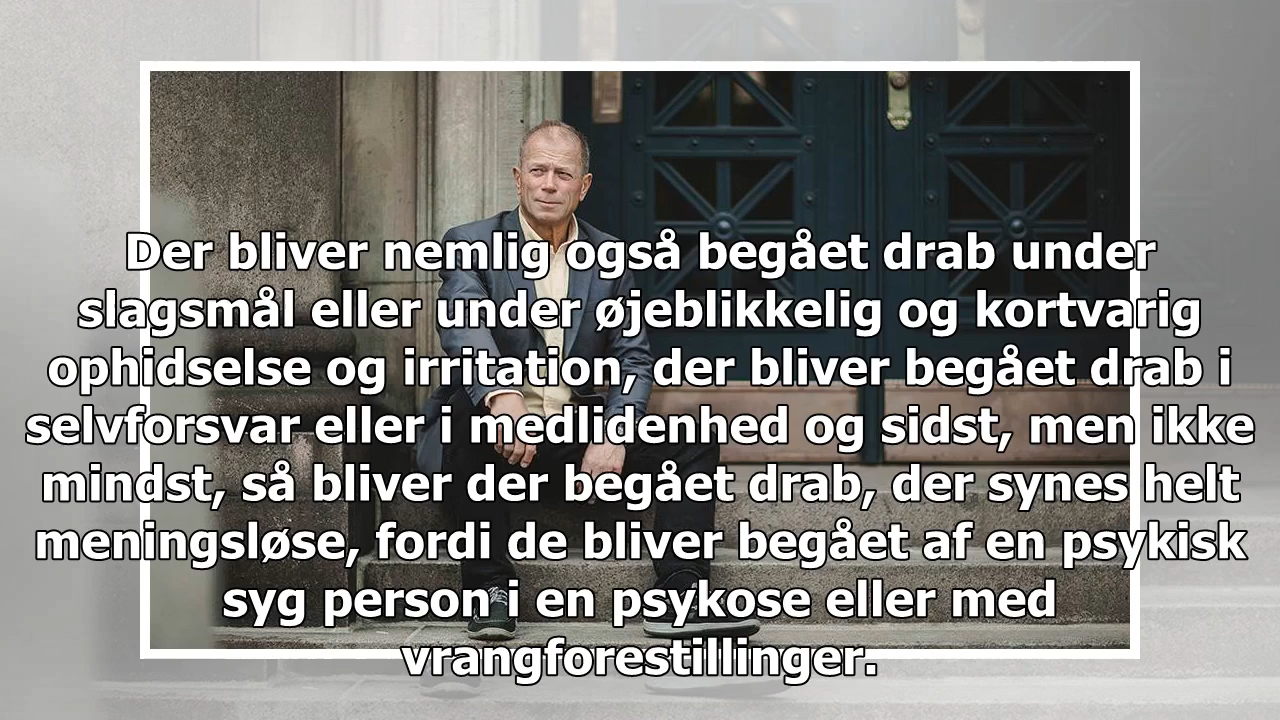 Der bliver nemlig også begået drab under
slagsmål eller under øjeblikkelig og kortvarig
ophidselse og irritation, der bliver begået drab i
selvforsvar eller i medlidenhed og sidst, men ikke
mindst, så bliver der begået drab, der synes helt
meningsløse, fordi de bliver begået af en psykisk
syg person i en psykose eller med
vrangforestillinger.